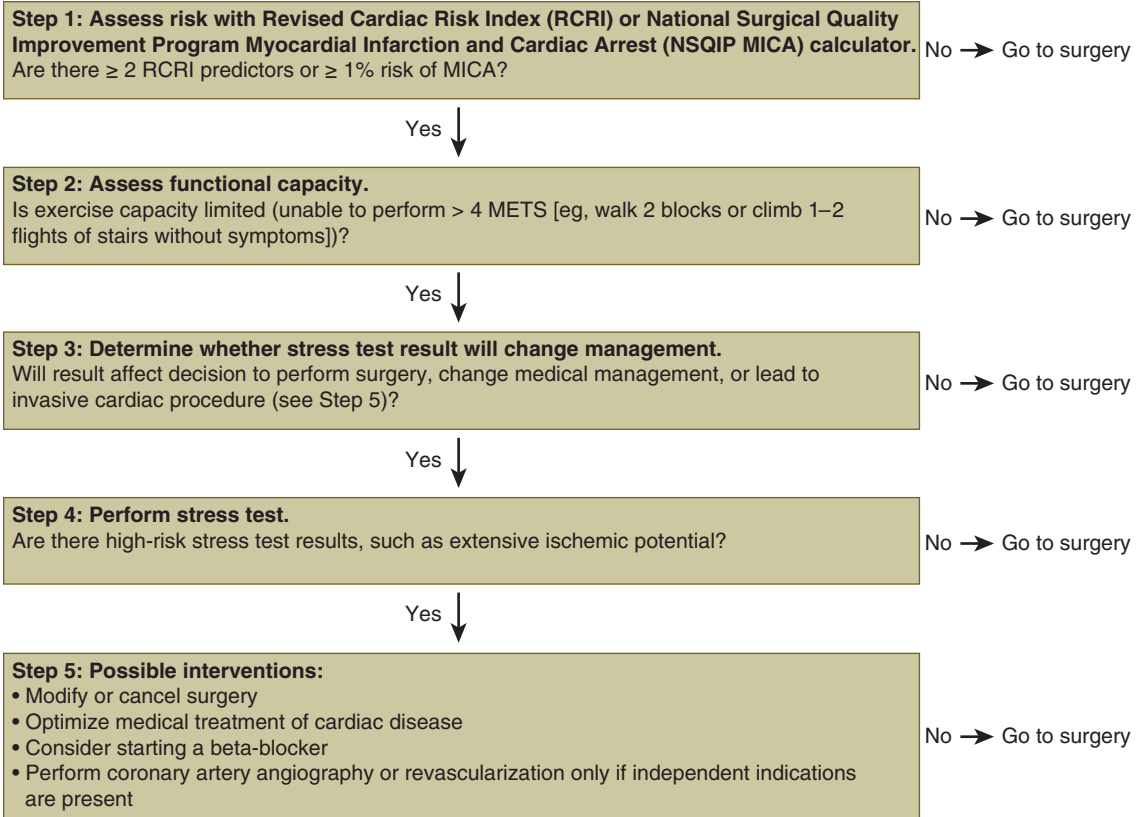 Step 1: Assess risk with Revised Cardiac Risk Index (RCRI) or National Surgical Quality
Improvement Program Myocardial Infarction and Cardiac Arrest (NSQIP MICA) calculator.
Are there ≥ 2 RCRI predictors or ≥ 1% risk of MICA?
No → Go to surgery
Yes
Step 2: Assess functional capacity.
Is exercise capacity limited (unable to perform > 4 METS [eg, walk 2 blocks or climb 1–2
flights of stairs without symptoms])?
No → Go to surgery
Yes
Step 3: Determine whether stress test result will change management.
Will result affect decision to perform surgery, change medical management, or lead to
invasive cardiac procedure (see Step 5)?
No → Go to surgery
Yes
Step 4: Perform stress test.
Are there high-risk stress test results, such as extensive ischemic potential?
No → Go to surgery
Yes
Step 5: Possible interventions:
• Modify or cancel surgery
• Optimize medical treatment of cardiac disease
• Consider starting a beta-blocker
• Perform coronary artery angiography or revascularization only if independent indications
are present
No → Go to surgery